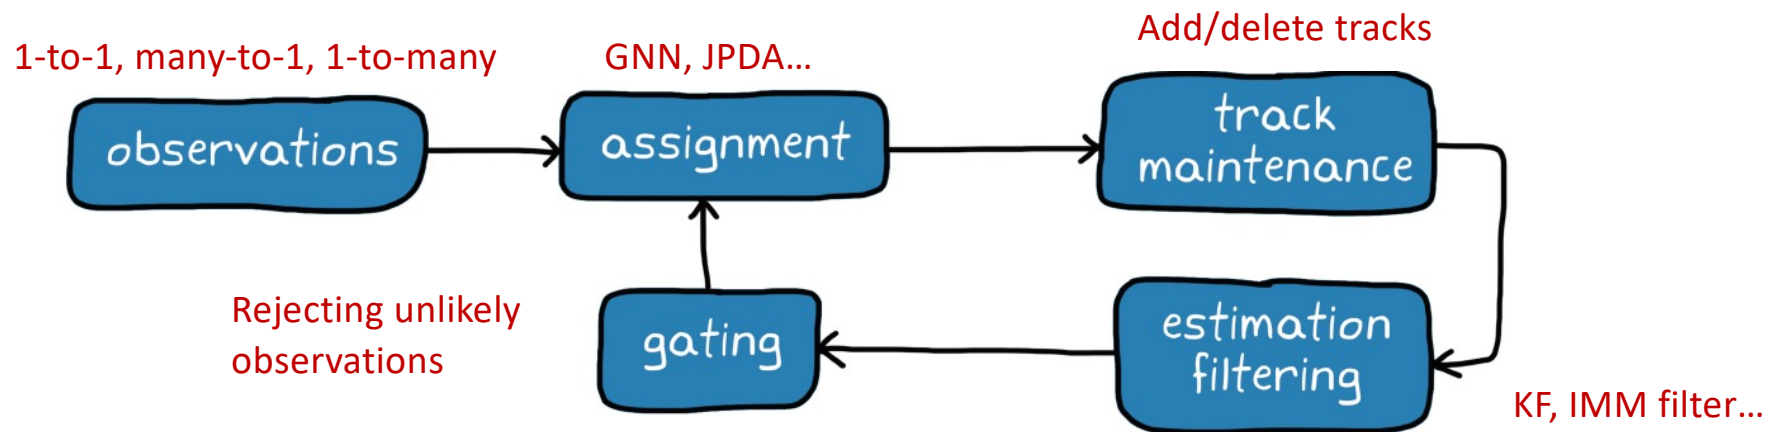 Add/delete tracks
1-to-1, many-to-1, 1-to-many
GNN, JPDA…
observations
assignment
track
maintenance
Rejecting unlikely
observations
gating
estimation
filtering
KF, IMM filter…